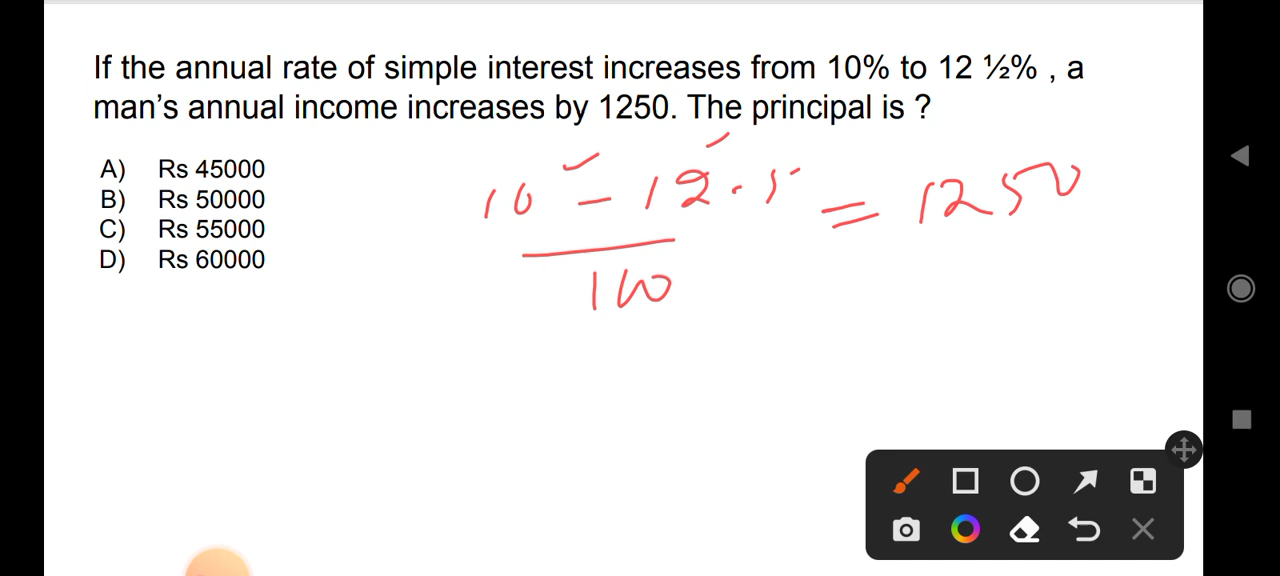 If the annual rate of simple interest increases from 10% to 12 ½% , a
man’s annual income increases by 1250. The principal is ?
A) Rs 45000
B) Rs 50000
C) Rs 55000
D) Rs 60000
10 - 12.5 = 1250
100